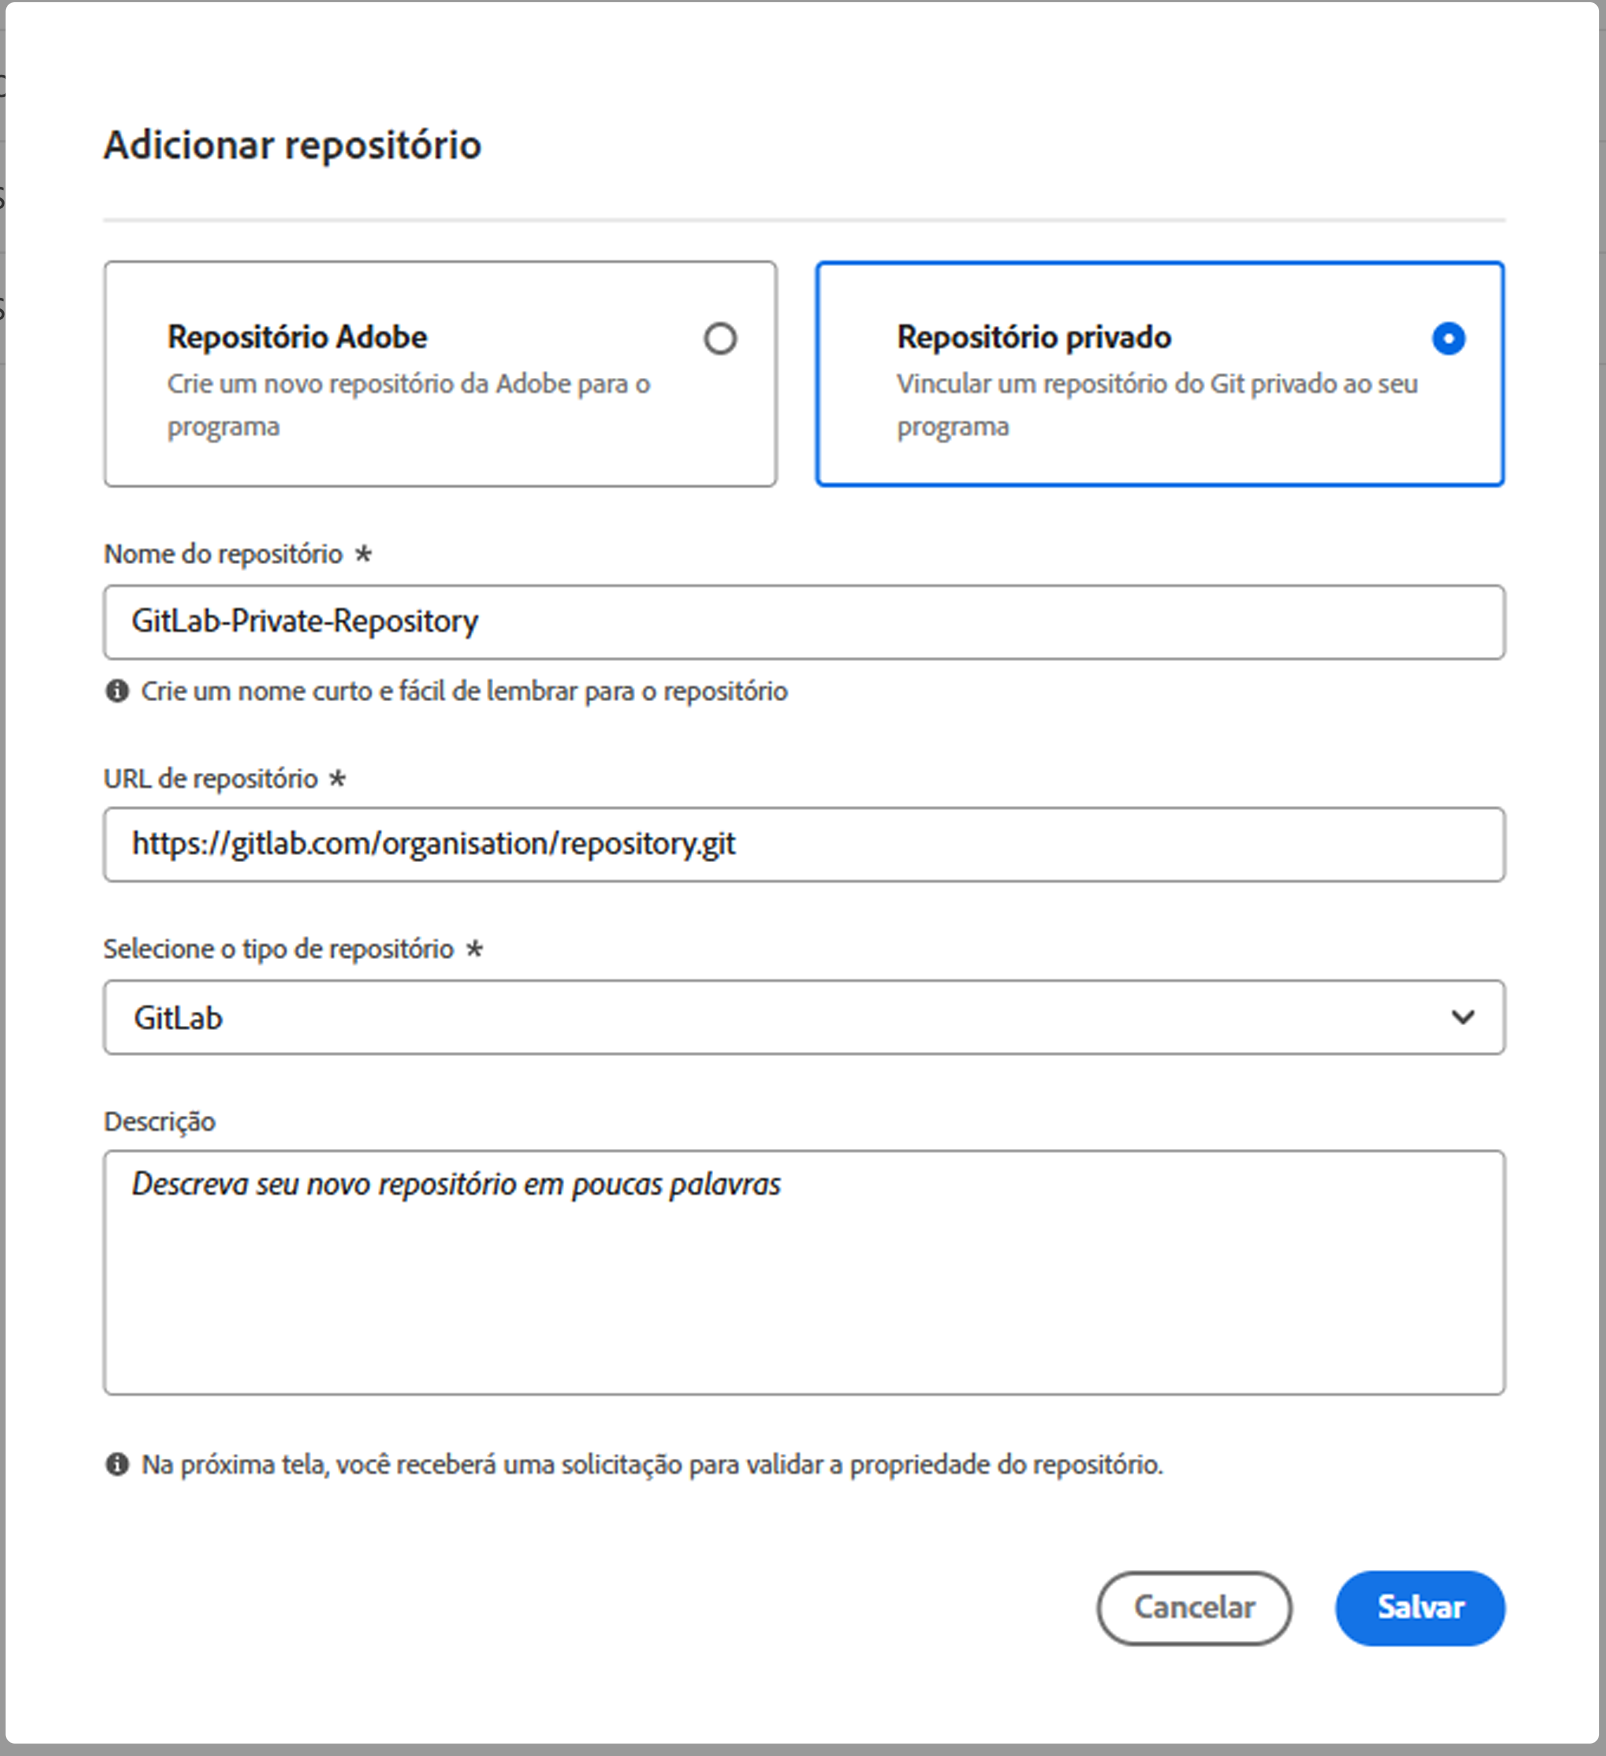 Adicionar repositório
Repositório Adobe
Crie um novo repositório da Adobe para o
programa
Repositório privado
Vincular um repositório do Git privado ao seu
programa
Nome do repositório *
GitLab-Private-Repository
Crie um nome curto e fácil de lembrar para o repositório
URL de repositório *
https://gitlab.com/organisation/repository.git
Selecione o tipo de repositório *
GitLab
Descrição
Descreva seu novo repositório em poucas palavras
Na próxima tela, você receberá uma solicitação para validar a propriedade do repositório.
Cancelar
Salvar